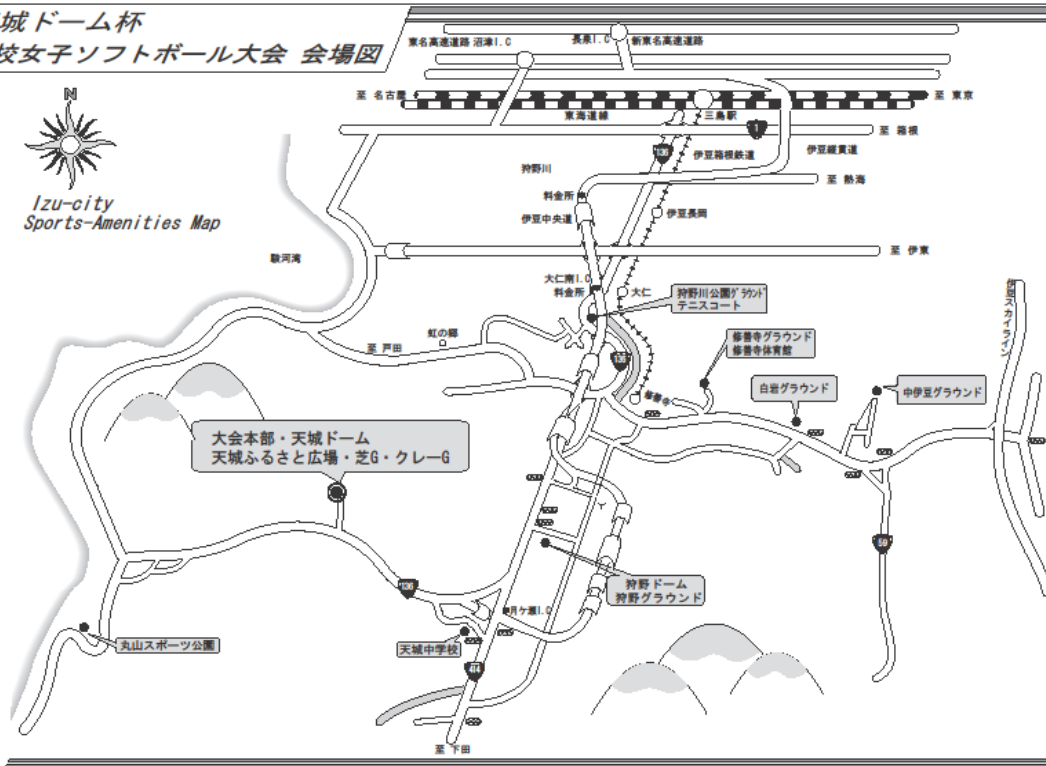 城ドーム杯
校女子ソフトボール大会 会場図
東名高速道路 沼津I.C
長泉I.C
新東名高速道路
至 名古屋
至 東京
N
東海道線
三島駅
1
至 箱根
136
伊豆箱根鉄道
伊豆縦貫道
狩野川
至 熱海
料金所
Izu-city
Sports-Amenities Map
伊豆中央道
伊豆長岡
駿河湾
至 伊東
大仁南I.C
料金所
大仁
狩野川公園グラウンド
テニスコート
伊豆スカイライン
虹の郷
至 戸田
136
修善寺グラウンド
修善寺体育館
白岩グラウンド
中伊豆グラウンド
修善寺
大会本部・天城ドーム
天城ふるさと広場・芝G・クレーG
59
136
狩野ドーム
狩野グラウンド
月ケ瀬I.C
丸山スポーツ公園
天城中学校
414
至 下田